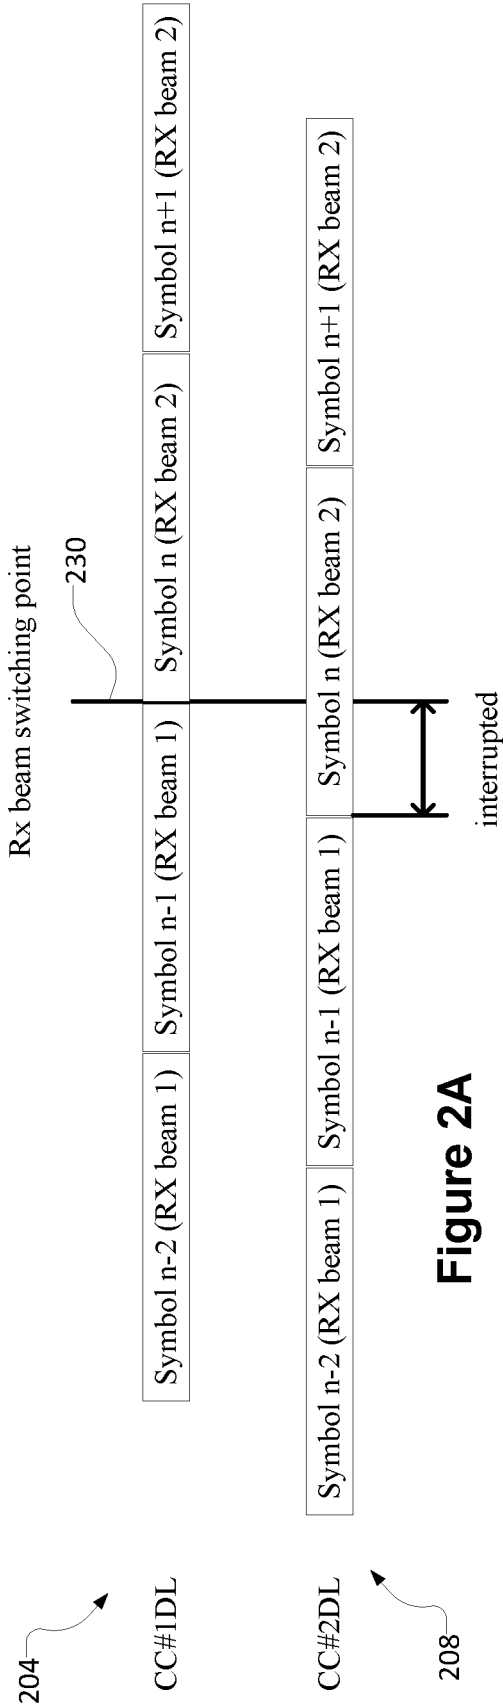 Rx beam switching point
230
204
CC#1DL
Symbol n-2 (RX beam 1)
Symbol n-1 (RX beam 1)
Symbol n (RX beam 2)
Symbol n+1 (RX beam 2)
CC#2DL
Symbol n-2 (RX beam 1)
Symbol n-1 (RX beam 1)
Symbol n (RX beam 2)
Symbol n+1 (RX beam 2)
208
interrupted
Figure 2A